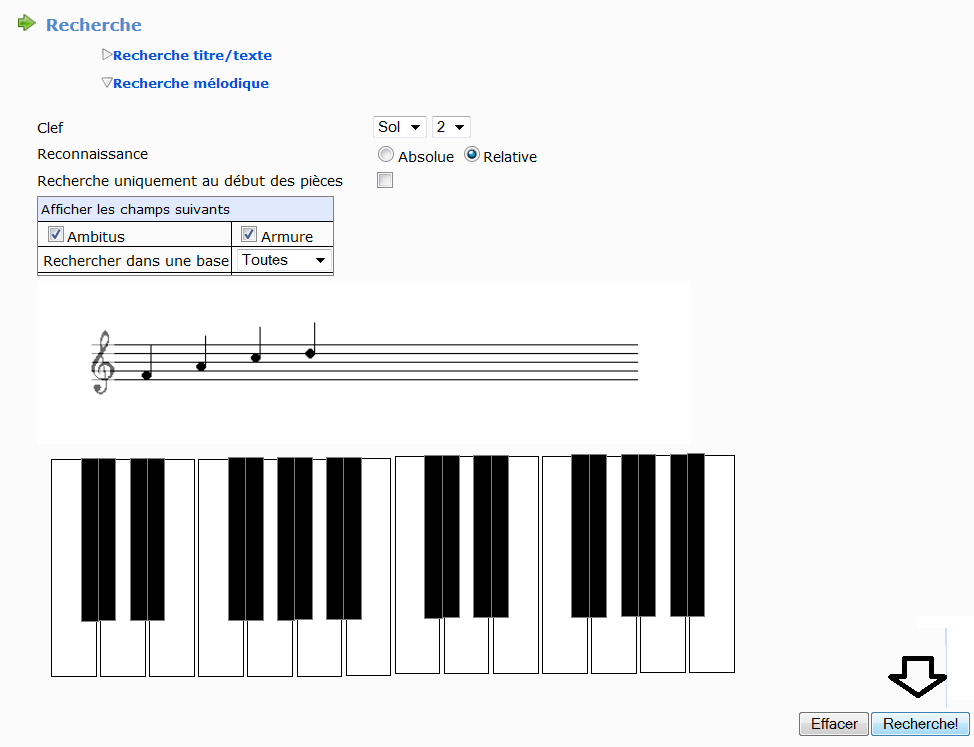 Recherche
Recherche titre/texte
Recherche mélodique
Clef Sol 2
Reconnaissance Absolue Relative
Recherche uniquement au début des pièces
Afficher les champs suivants
Ambitus Armure
Rechercher dans une base Toutes
Effacer Recherche!